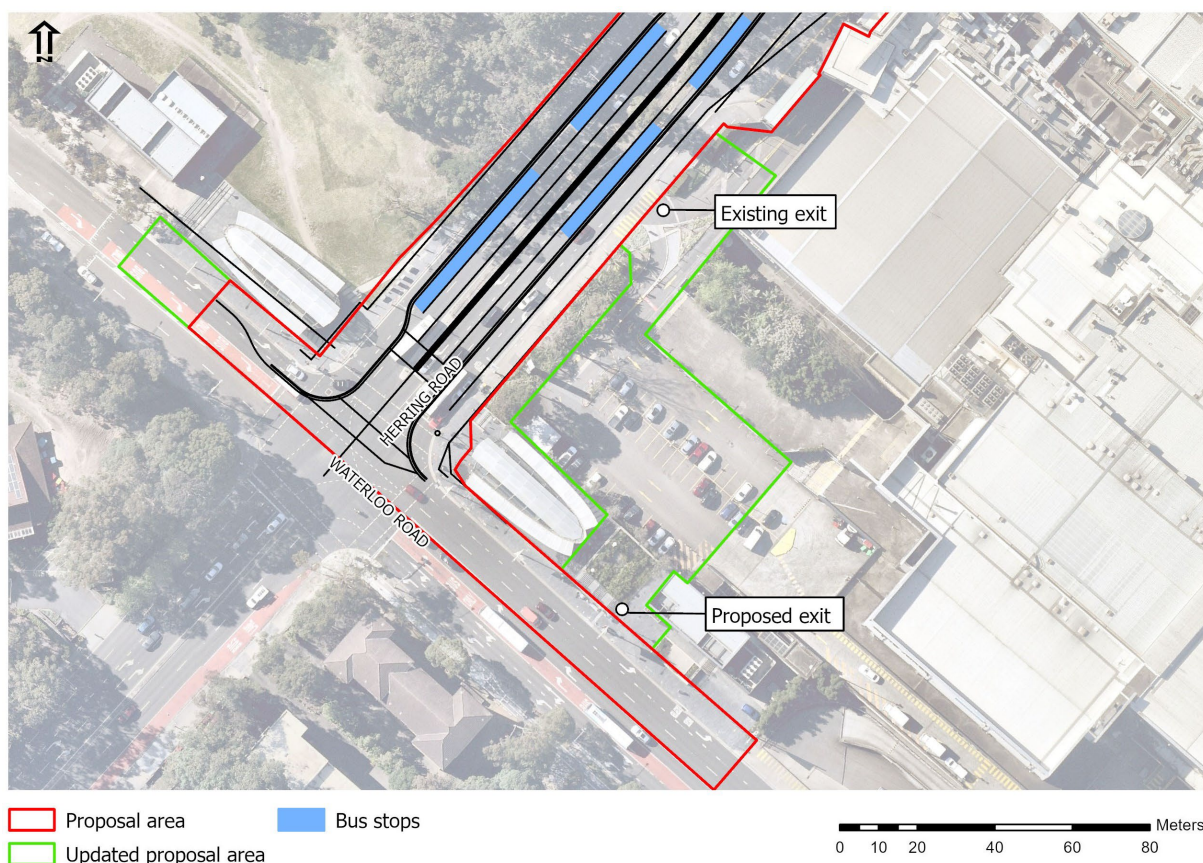 N
Existing exit
HERRING ROAD
WATERLOO ROAD
Proposed exit
Proposal area
Bus stops
Updated proposal area
Meters
0 10 20 40 60 80